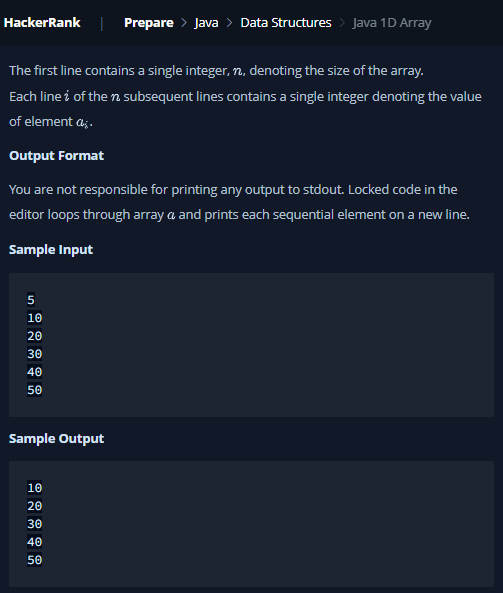 HackerRank | Prepare > Java > Data Structures > Java 1D Array
The first line contains a single integer, n, denoting the size of the array.
Each line i of the n subsequent lines contains a single integer denoting the value
of element aᵢ.
Output Format
You are not responsible for printing any output to stdout. Locked code in the
editor loops through array a and prints each sequential element on a new line.
Sample Input
5
10
20
30
40
50
Sample Output
10
20
30
40
50